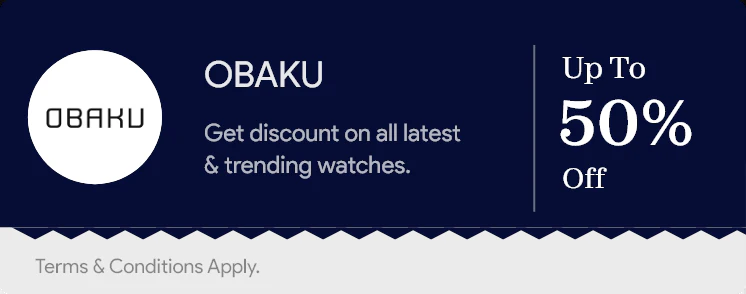 OBAKU
OBAKU
Get discount on all latest
& trending watches.
Up To
50%
Off
Terms & Conditions Apply.